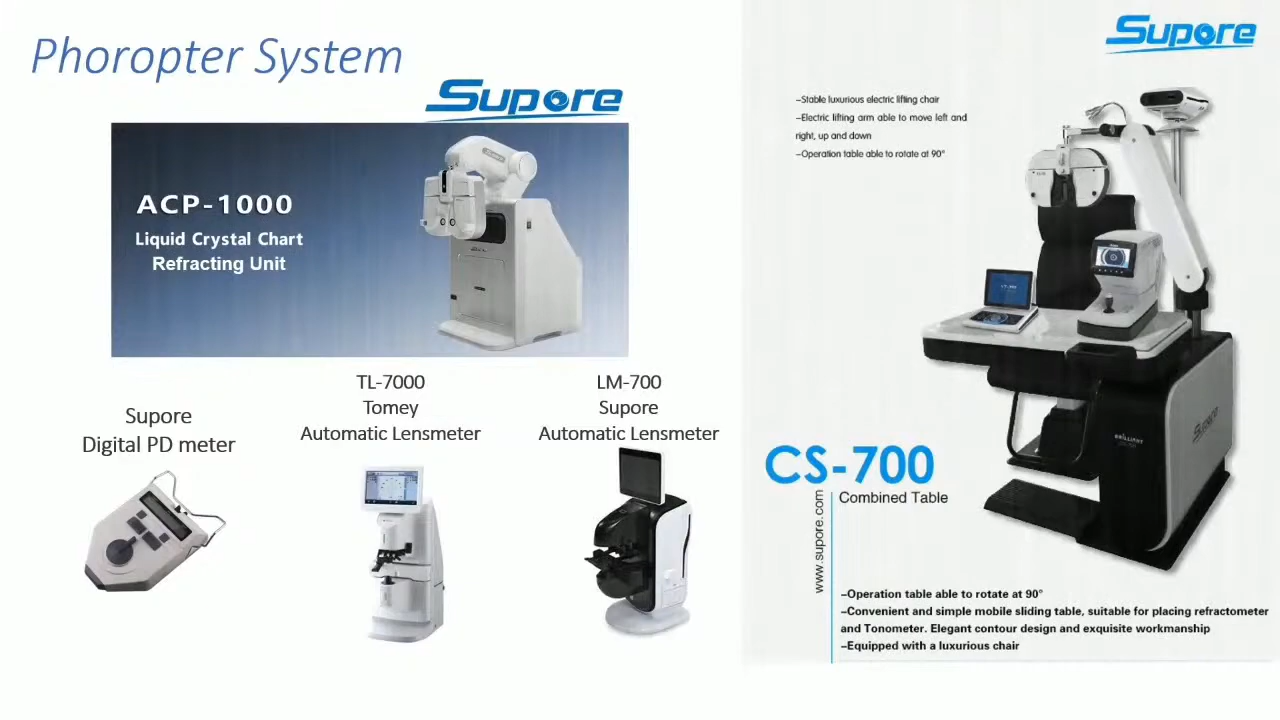 Phoropter System
Supore
ACP-1000
Liquid Crystal Chart
Refracting Unit
Supore
Digital PD meter
TL-7000
Tomey
Automatic Lensmeter
LM-700
Supore
Automatic Lensmeter
Supore
–Stable luxurious electric lifting chair
–Electric lifting arm able to move left and
right, up and down
–Operation table able to rotate at 90°
BRILLIANT
Supore
CS-700
Combined Table
www.supore.com
–Operation table able to rotate at 90°
–Convenient and simple mobile sliding table, suitable for placing refractometer
and Tonometer. Elegant contour design and exquisite workmanship
–Equipped with a luxurious chair